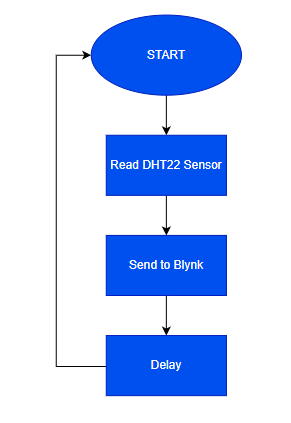 START
Read DHT22 Sensor
Send to Blynk
Delay